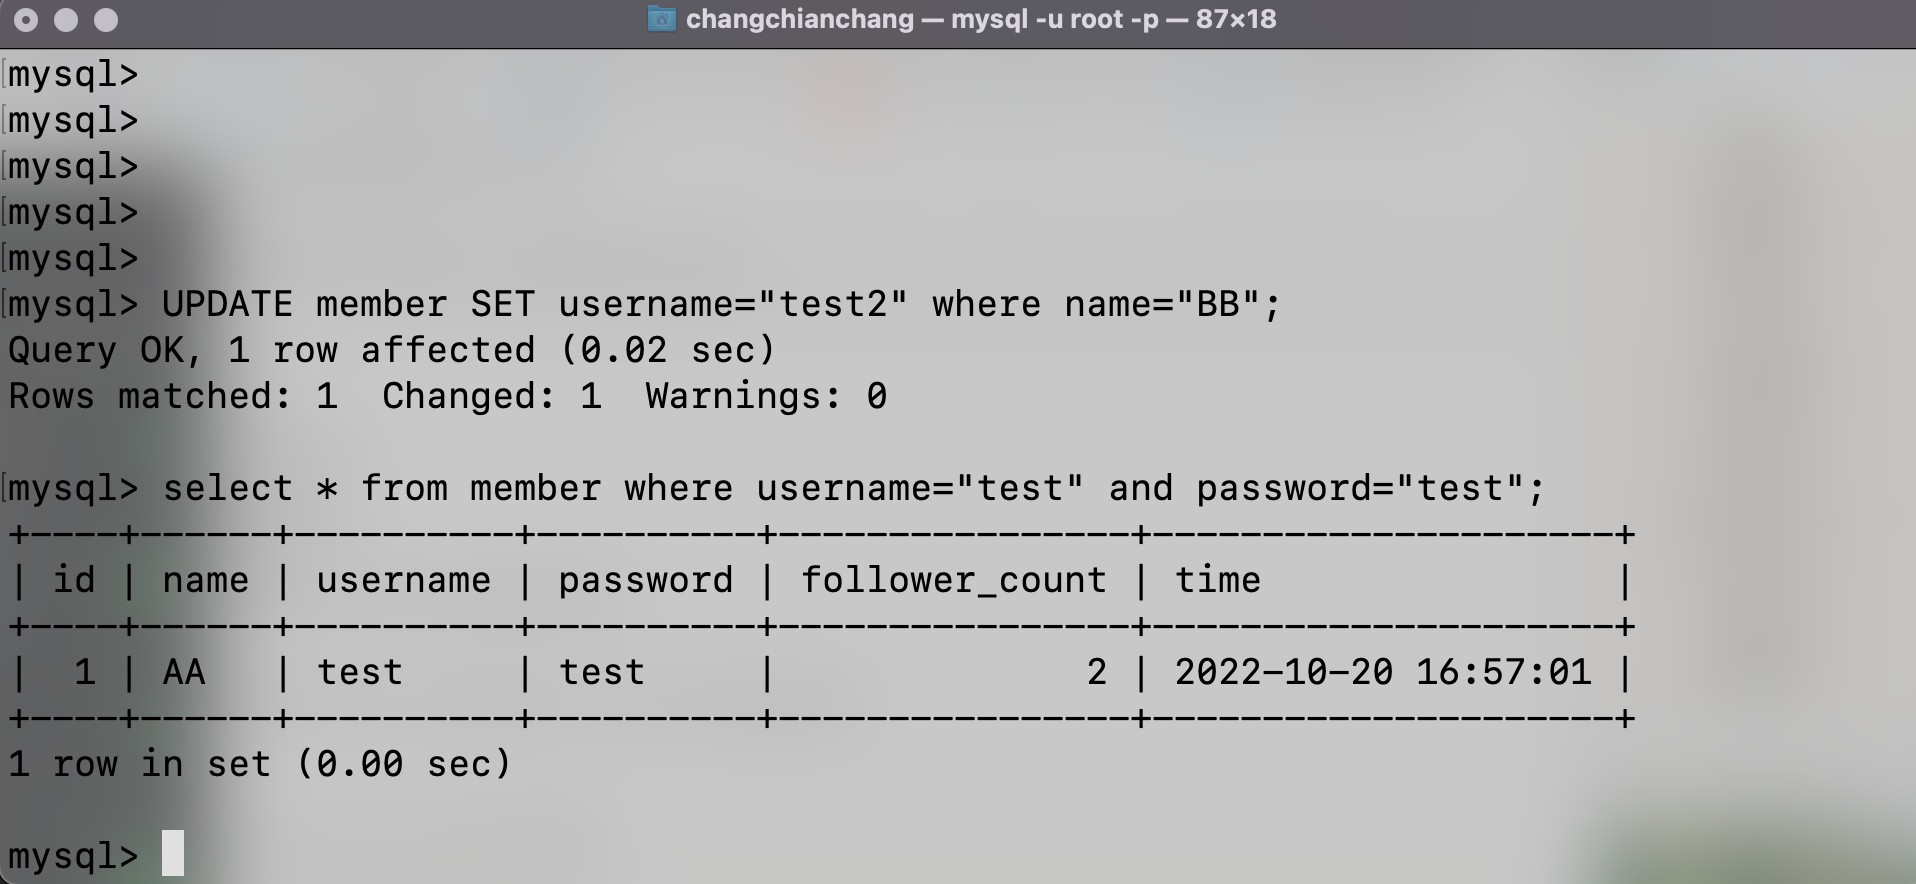 changchianchang — mysql -u root -p — 87×18
mysql>
mysql>
mysql>
mysql>
mysql>
mysql> UPDATE member SET username="test2" where name="BB";
Query OK, 1 row affected (0.02 sec)
Rows matched: 1  Changed: 1  Warnings: 0
mysql> select * from member where username="test" and password="test";
+----+------+----------+----------+----------------+---------------------+
| id | name | username | password | follower_count | time                |
+----+------+----------+----------+----------------+---------------------+
|  1 | AA   | test     | test     |              2 | 2022-10-20 16:57:01 |
+----+------+----------+----------+----------------+---------------------+
1 row in set (0.00 sec)
mysql>